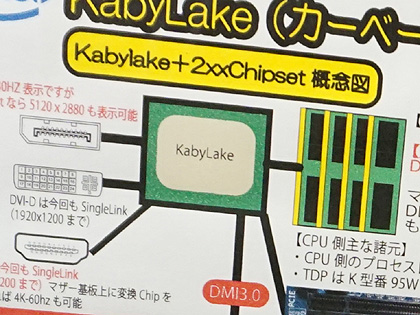 KabyLake（カーベー
Kabylake＋2xxChipset 概念図
0HZ 表示ですが
t なら 5120 x 2880 も表示可能
KabyLake
DVI-D は今回も SingleLink
(1920x1200 まで)
今回も SingleLink
200 まで) マザー基板上に変換 Chip を
ば 4K-60hz も可能
DMI3.0
【CPU 側主な諸元】
・CPU 側のプロセス
・TDP は K 型番 95W
PCIE